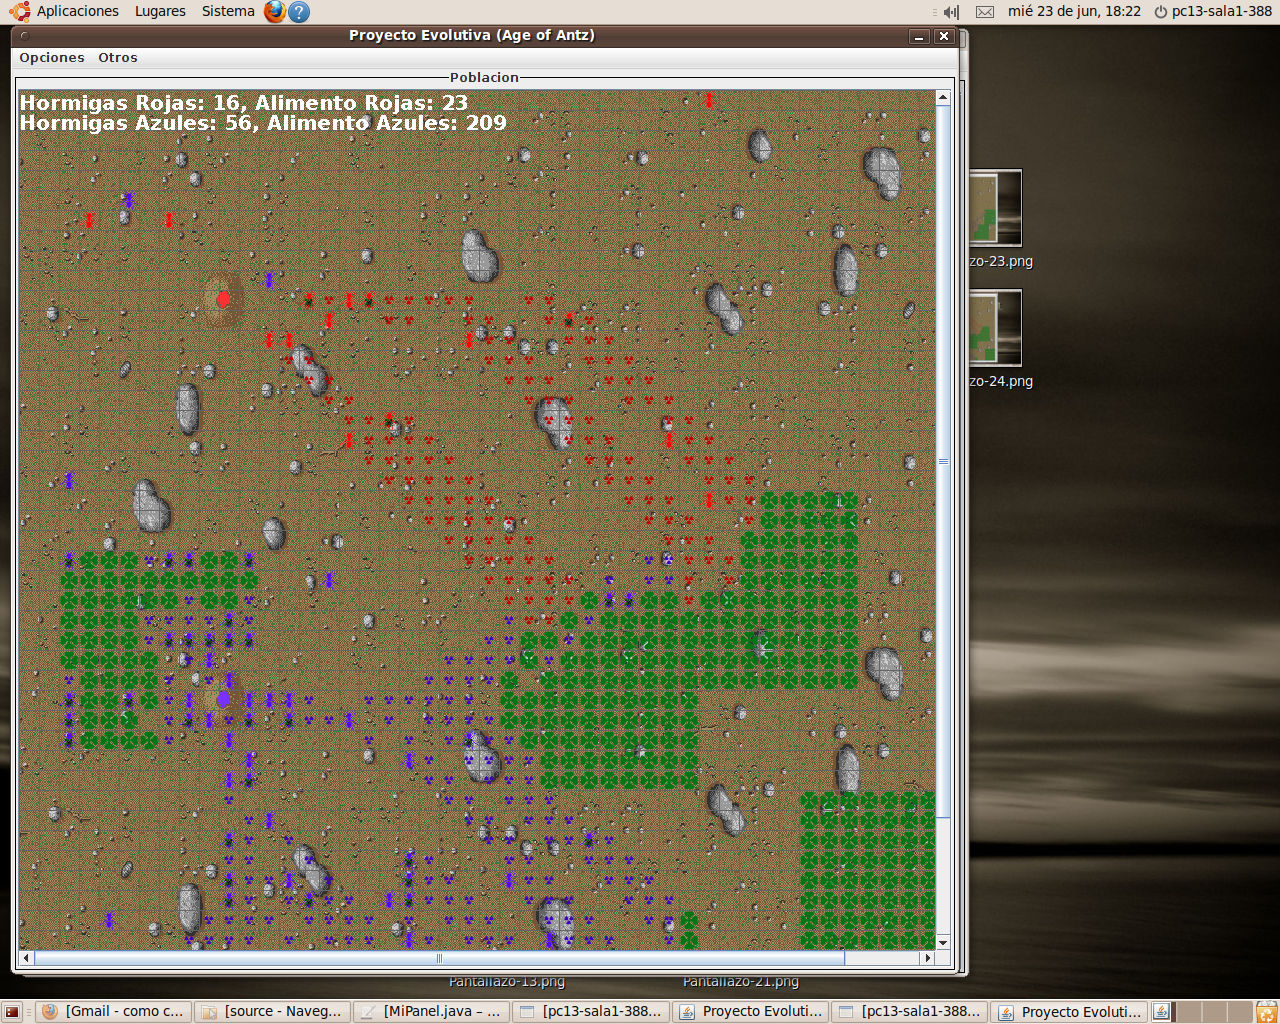 Aplicaciones Lugares Sistema ? mié 23 de jun, 18:22 pc13-sala1-388
Proyecto Evolutiva (Age of Antz)
Opciones Otros
Poblacion
Hormigas Rojas: 16, Alimento Rojas: 23
Hormigas Azules: 56, Alimento Azules: 209
zo-23.png
zo-24.png
Pantallazo-13.png Pantallazo-21.png
[Gmail - como c... [source - Naveg... [MiPanel.java – ... [pc13-sala1-388... Proyecto Evoluti... [pc13-sala1-388... Proyecto Evoluti...